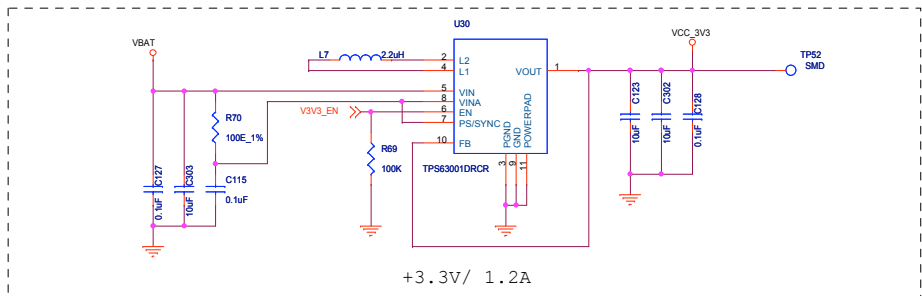 U30
VBAT
VCC_3V3
L7
2.2uH
TP52
SMD
2
L2
4
L1
VOUT
1
5
VIN
8
VINA
V3V3_EN
6
EN
7
PS/SYNC
10
FB
PGND
GND
POWERPAD
3
9
11
TPS63001DRCR
R70
100E_1%
R69
100K
C127
0.1uF
C303
10uF
C115
0.1uF
C123
10uF
C302
10uF
C128
0.1uF
+3.3V/ 1.2A